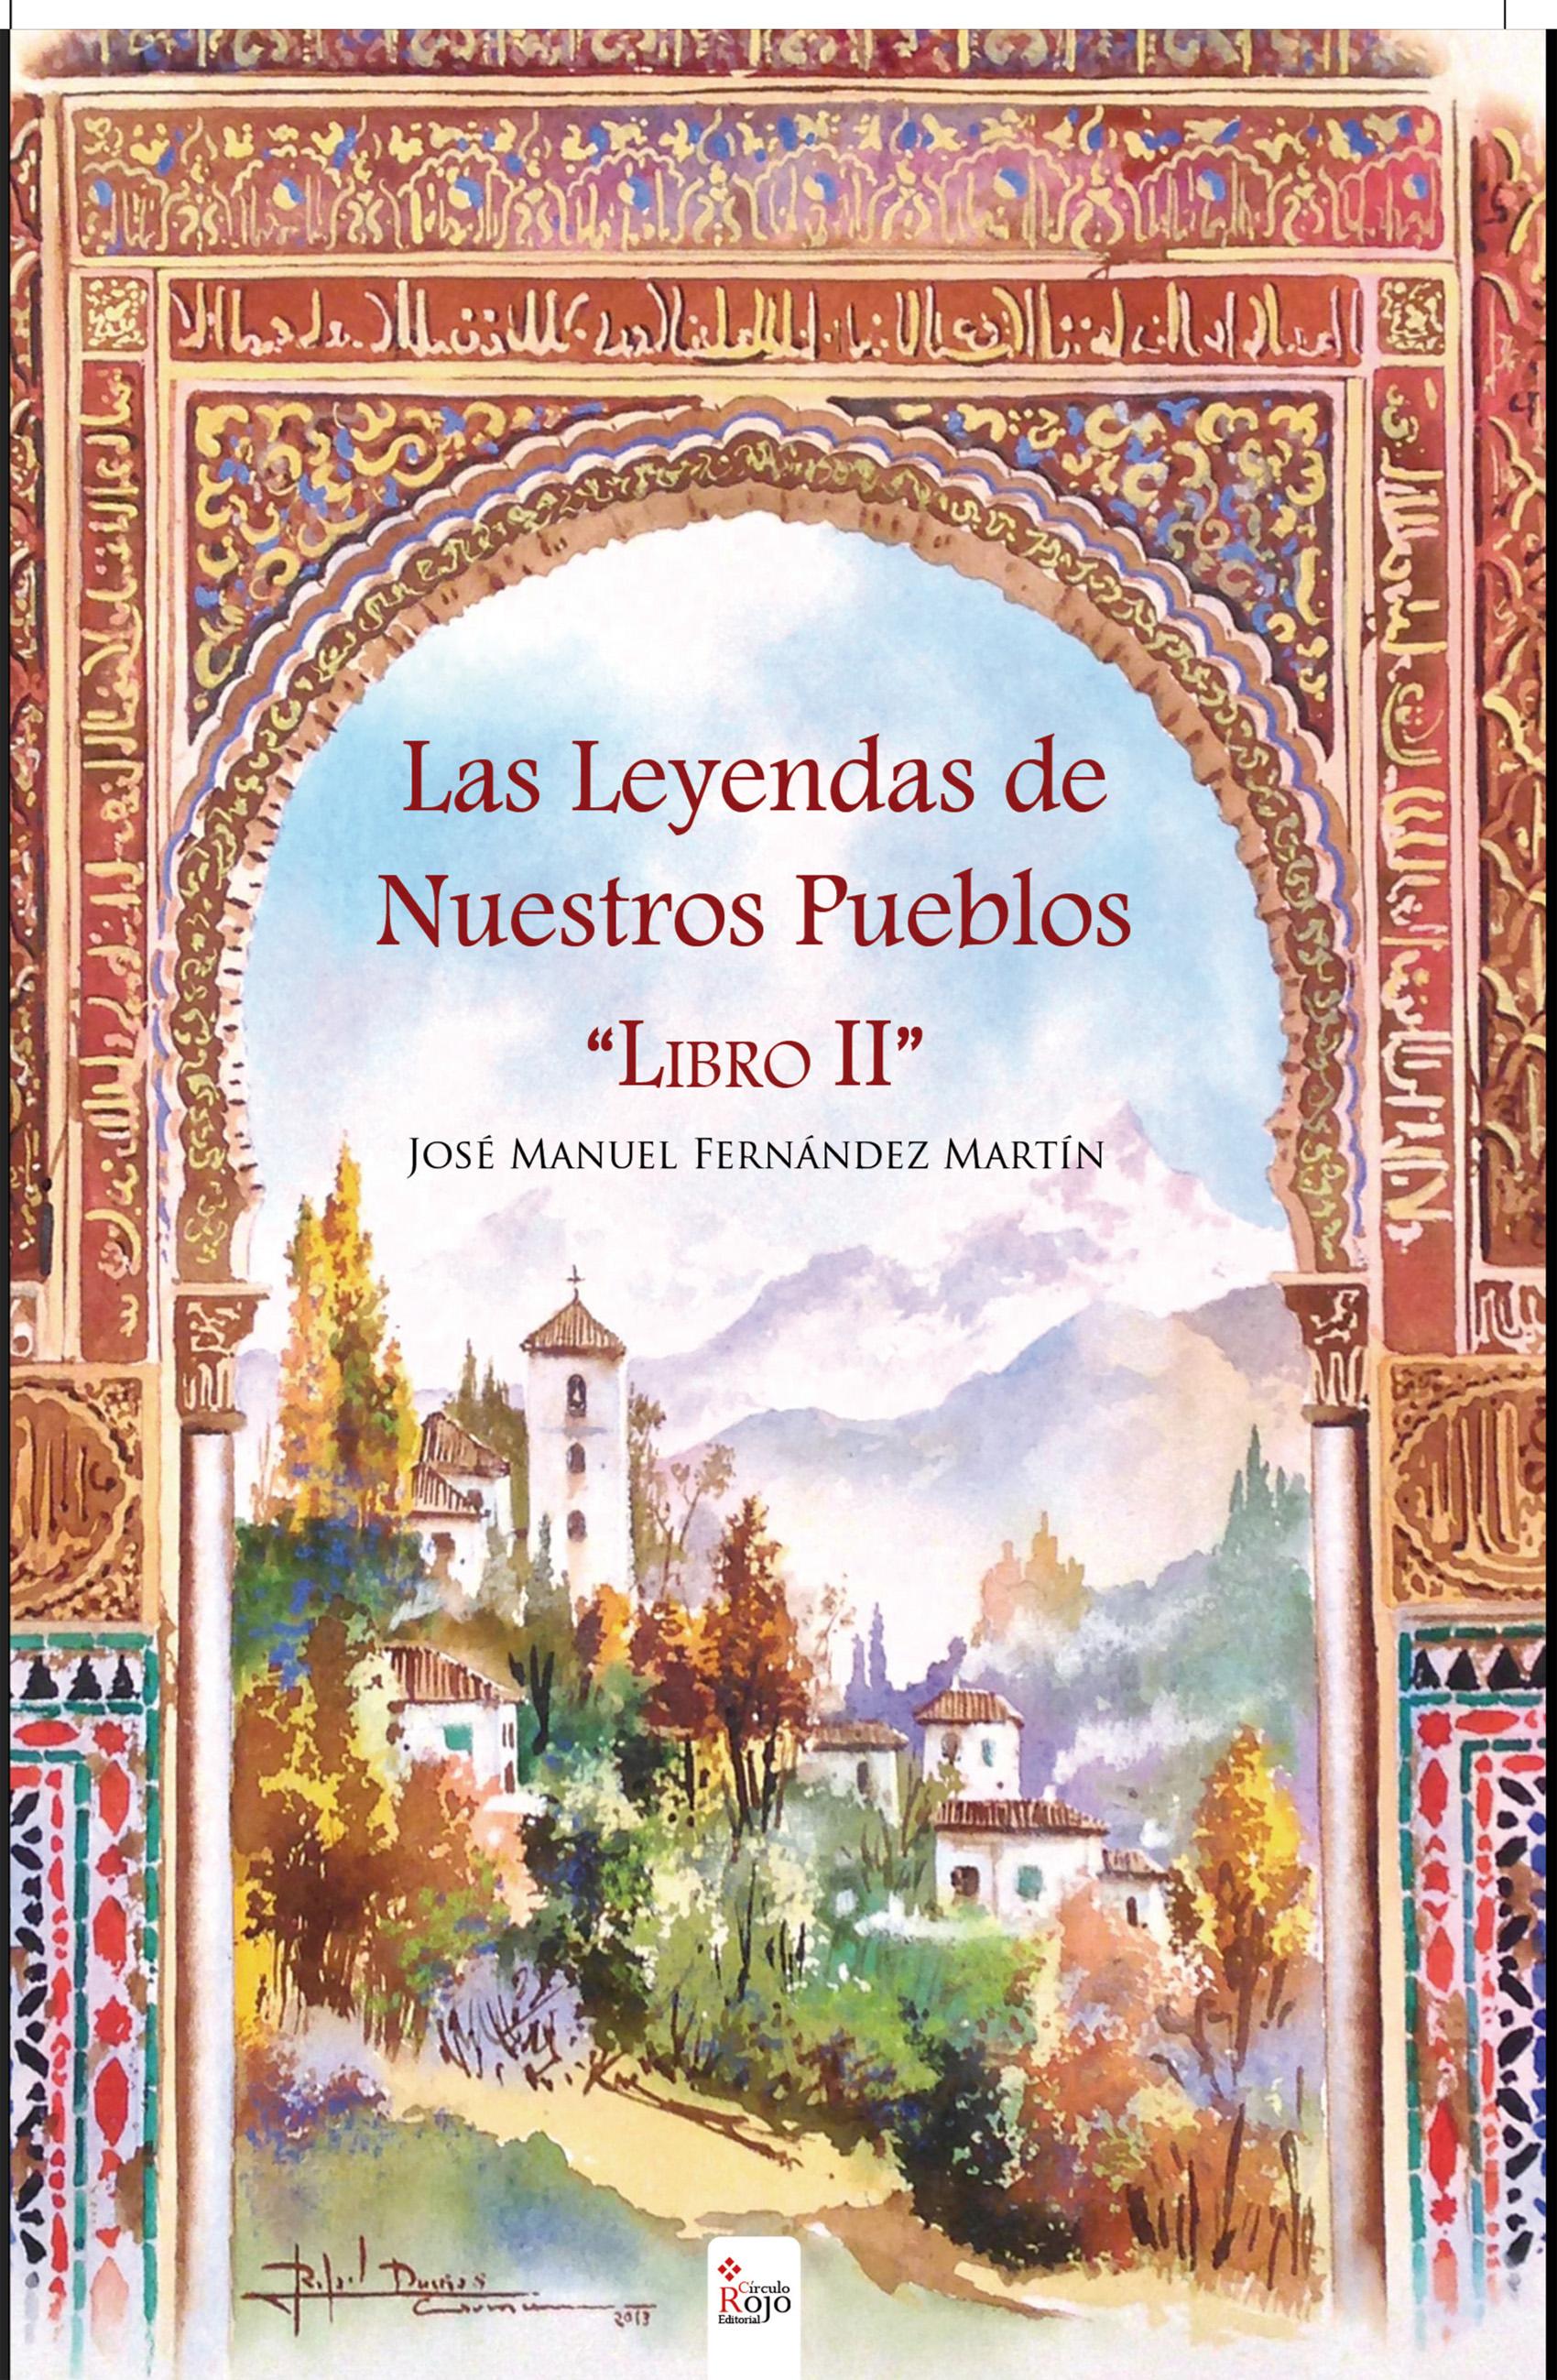 Las Leyendas de
Nuestros Pueblos
“Libro II”
José Manuel Fernández Martín
2013
Círculo
Rojo
Editorial